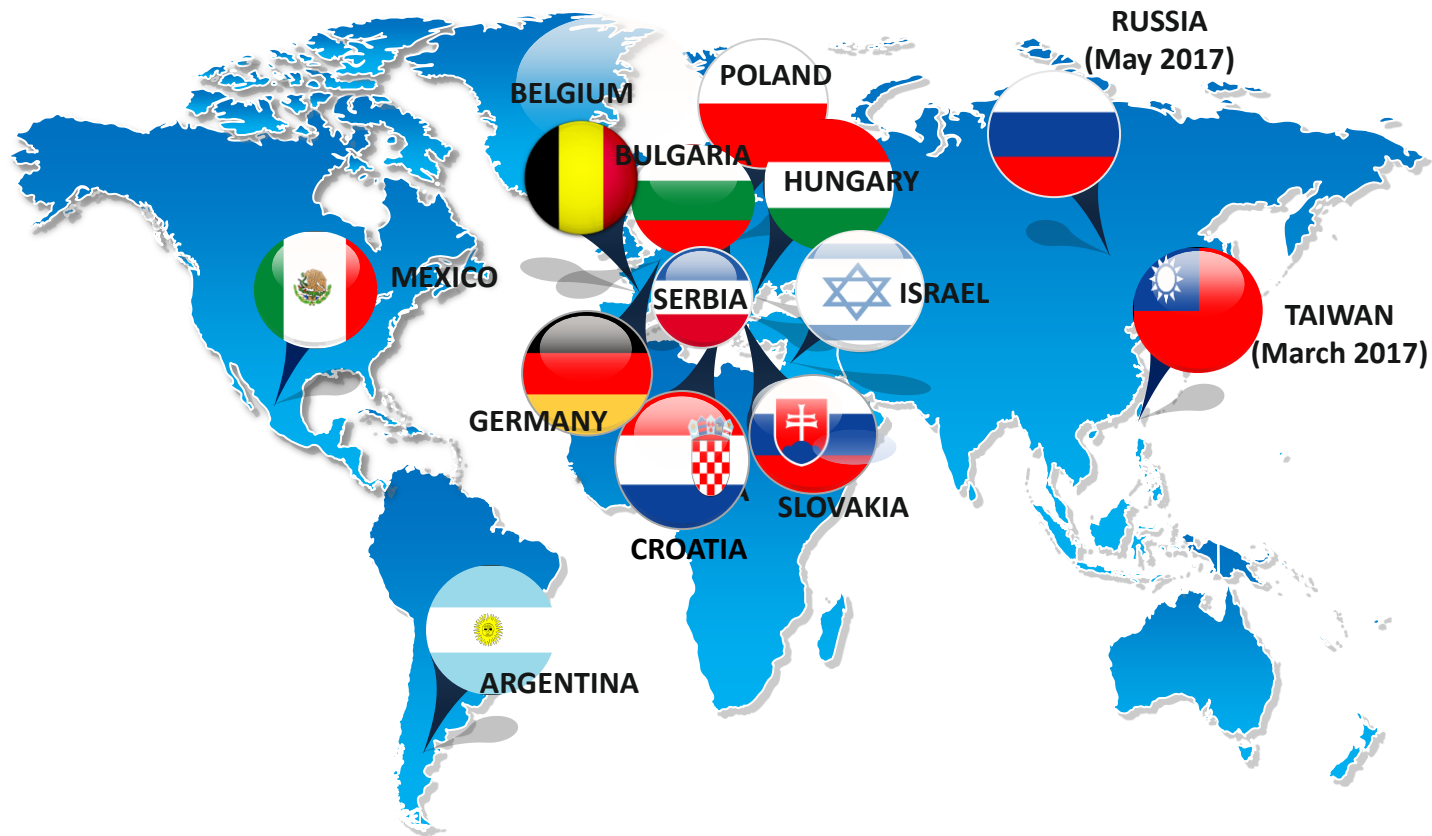 RUSSIA
(May 2017)
POLAND
BELGIUM
BULGARIA
HUNGARY
MEXICO
SERBIA
ISRAEL
TAIWAN
(March 2017)
GERMANY
SLOVAKIA
CROATIA
ARGENTINA